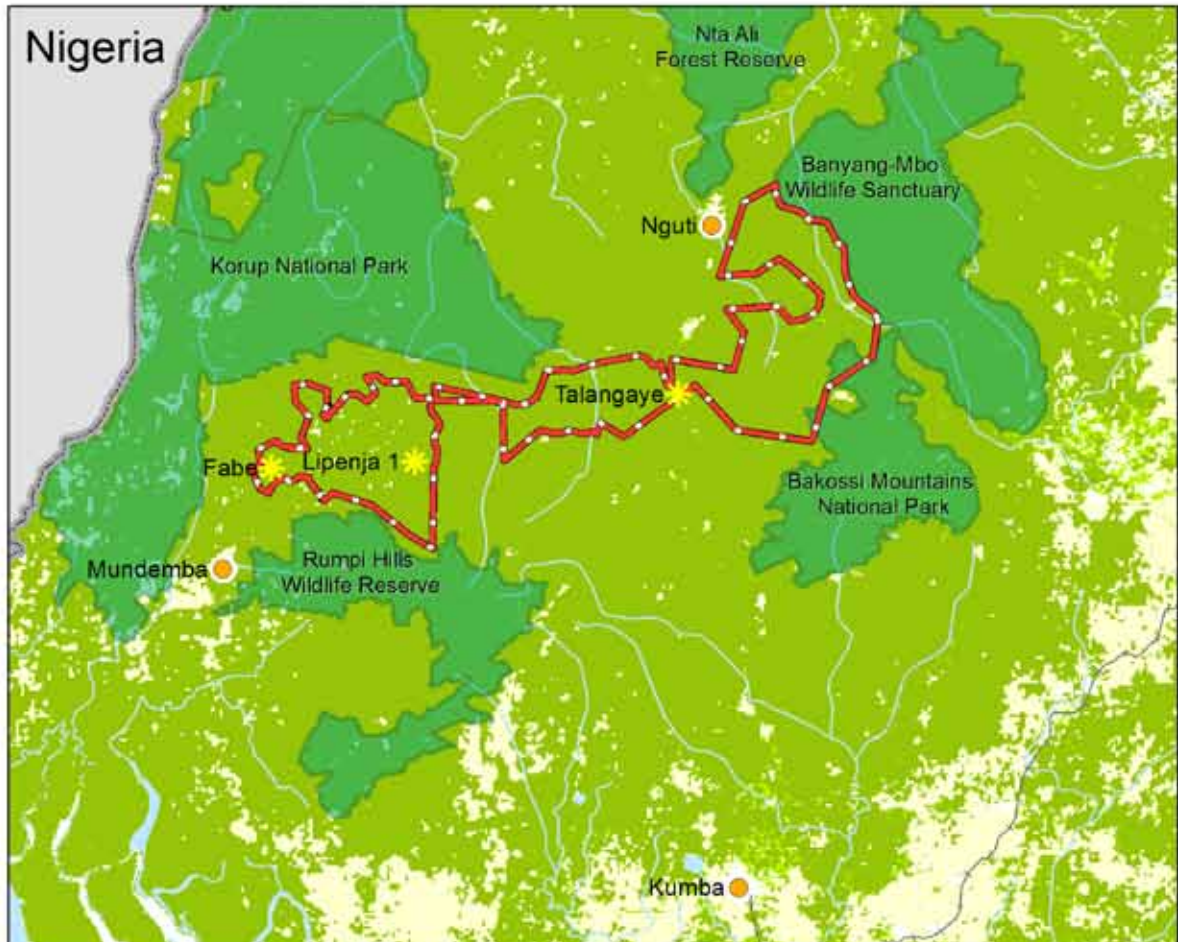 Nigeria
Nta Ali
Forest Reserve
Banyang-Mbo
Wildlife Sanctuary
Nguti
Korup National Park
Talangaye
Fabe
Lipenja 1
Bakossi Mountains
National Park
Mundemba
Rumpi Hills
Wildlife Reserve
Kumba